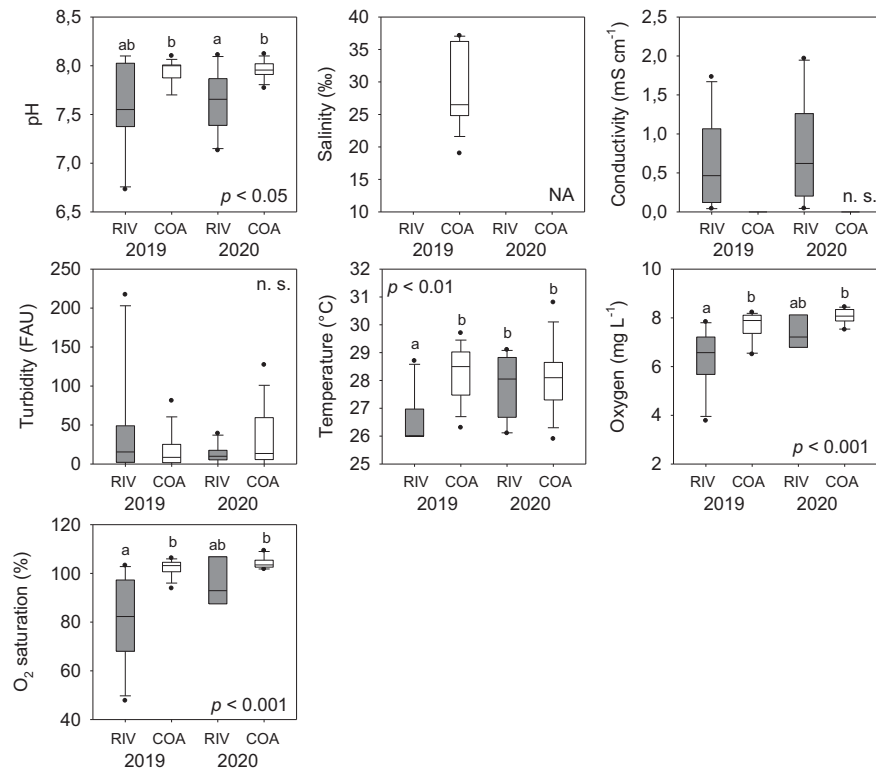 8,5
8,0
7,5
7,0
6,5
pH
ab b a b
p < 0.05
RIV COA RIV COA
2019 2020
40
35
30
25
20
15
10
Salinity (‰)
NA
RIV COA RIV COA
2019 2020
2,5
2,0
1,5
1,0
0,5
0,0
Conductivity (mS cm-1)
n. s.
RIV COA RIV COA
2019 2020
250
200
150
100
50
0
Turbidity (FAU)
n. s.
RIV COA RIV COA
2019 2020
32
31
30
29
28
27
26
25
Temperature (°C)
p < 0.01
a b b b
RIV COA RIV COA
2019 2020
10
8
6
4
2
Oxygen (mg L-1)
a b ab b
p < 0.001
RIV COA RIV COA
2019 2020
120
100
80
60
40
O2 saturation (%)
a b ab b
p < 0.001
RIV COA RIV COA
2019 2020